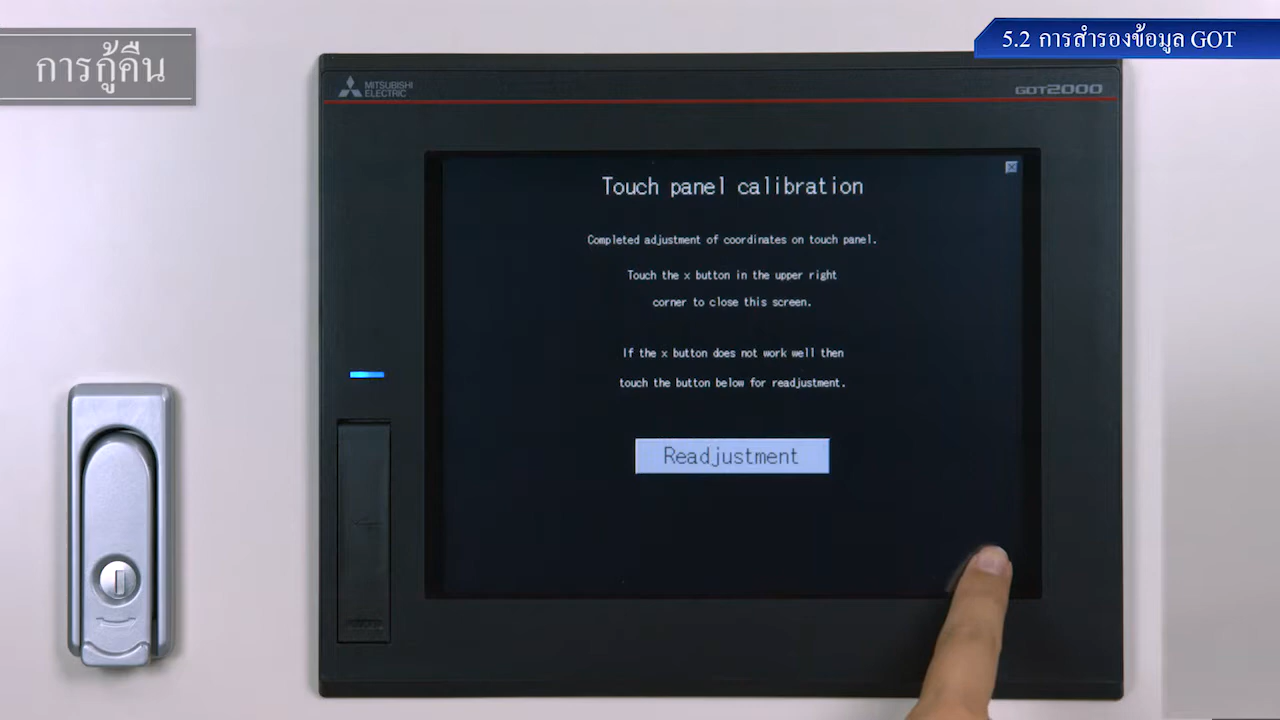 การกู้คืน
5.2 การสำรองข้อมูล GOT
MITSUBISHI
ELECTRIC
GOT2000
Touch panel calibration
Completed adjustment of coordinates on touch panel.
Touch the x button in the upper right
corner to close this screen.
If the x button does not work well then
touch the button below for readjustment.
Readjustment